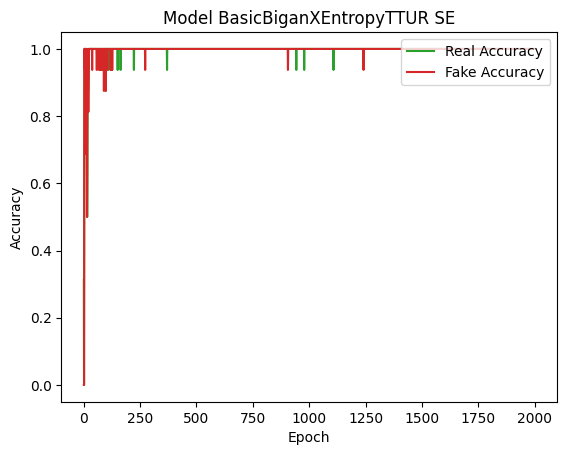 Model BasicBiganXEntropyTTUR SE
1.0
0.8
0.6
0.4
0.2
0.0
Accuracy
Real Accuracy
Fake Accuracy
0 250 500 750 1000 1250 1500 1750 2000
Epoch